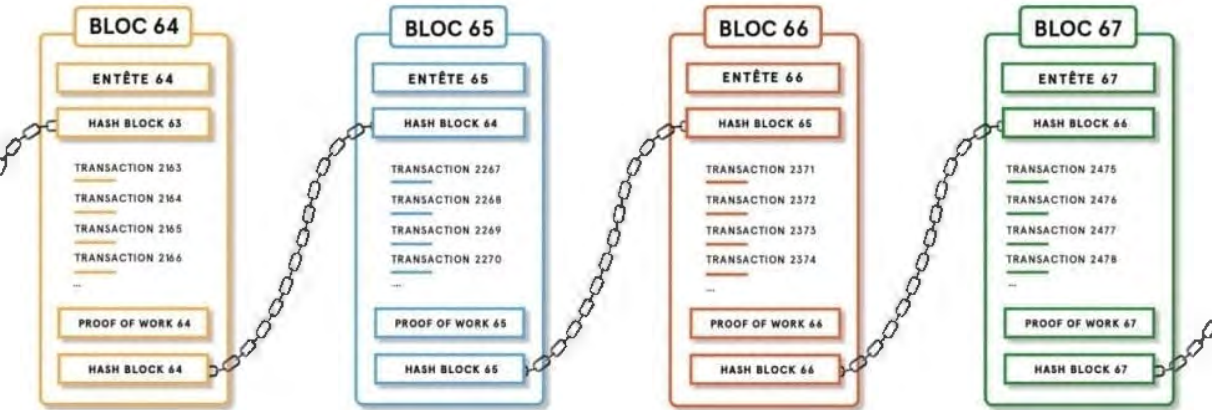 BLOC 64
ENTÊTE 64
HASH BLOCK 63
TRANSACTION 2163
TRANSACTION 2164
TRANSACTION 2165
TRANSACTION 2166
...
PROOF OF WORK 64
HASH BLOCK 64
BLOC 65
ENTÊTE 65
HASH BLOCK 64
TRANSACTION 2267
TRANSACTION 2268
TRANSACTION 2269
TRANSACTION 2270
....
PROOF OF WORK 65
HASH BLOCK 65
BLOC 66
ENTÊTE 66
HASH BLOCK 65
TRANSACTION 2371
TRANSACTION 2372
TRANSACTION 2373
TRANSACTION 2374
...
PROOF OF WORK 66
HASH BLOCK 66
BLOC 67
ENTÊTE 67
HASH BLOCK 66
TRANSACTION 2475
TRANSACTION 2476
TRANSACTION 2477
TRANSACTION 2478
...
PROOF OF WORK 67
HASH BLOCK 67